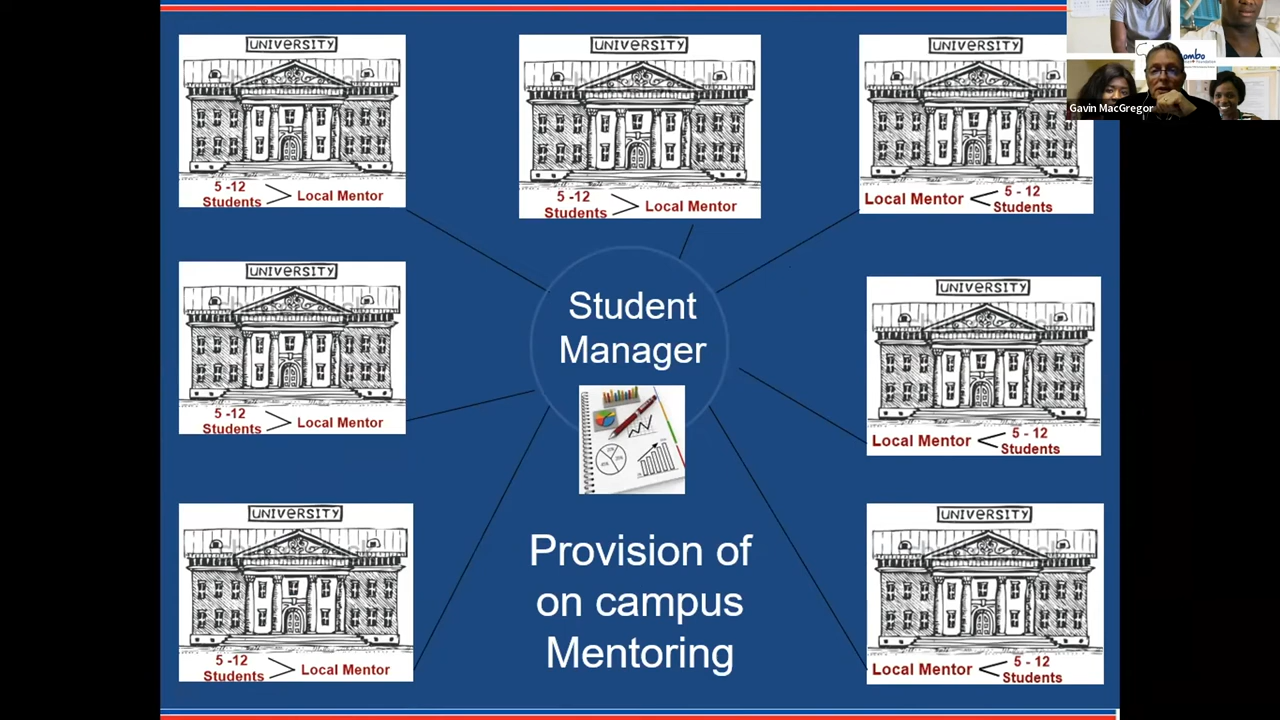 UNIVERSITY
5 -12
Students
Local Mentor
UNIVERSITY
5 -12
Students
Local Mentor
UNIVERSITY
Local Mentor
5 - 12
Students
ombo
Foundation
Gavin MacGregor
UNIVERSITY
5 -12
Students
Local Mentor
Student
Manager
UNIVERSITY
Local Mentor
5 - 12
Students
UNIVERSITY
5 -12
Students
Local Mentor
Provision of
on campus
Mentoring
UNIVERSITY
Local Mentor
5 - 12
Students